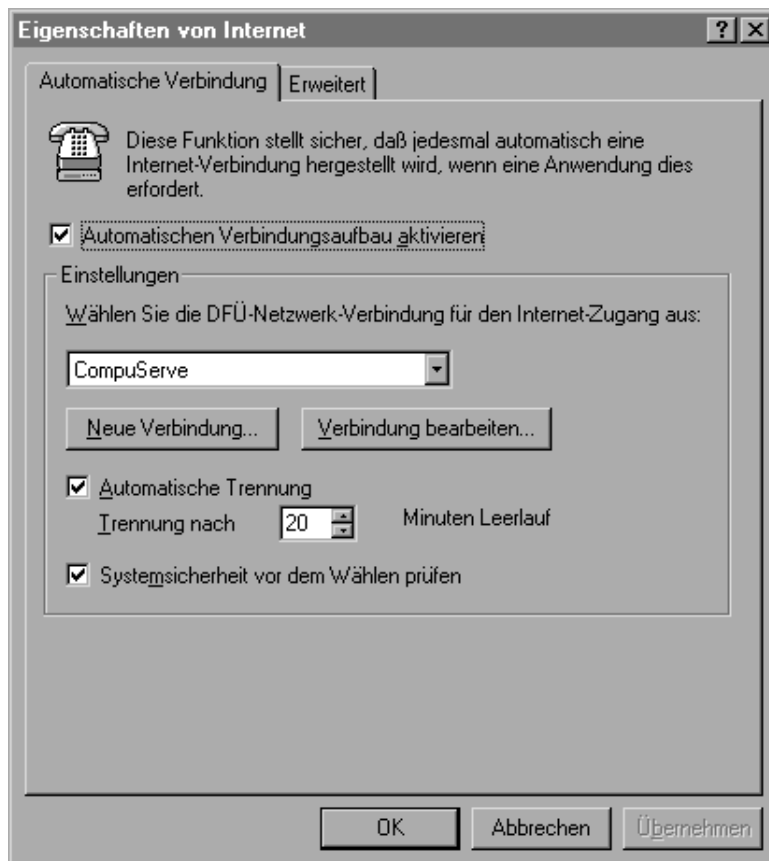 Eigenschaften von Internet
Automatische Verbindung
Erweitert
Diese Funktion stellt sicher, daß jedesmal automatisch eine
Internet-Verbindung hergestellt wird, wenn eine Anwendung dies
erfordert.
Automatischen Verbindungsaufbau aktivieren
Einstellungen
Wählen Sie die DFÜ-Netzwerk-Verbindung für den Internet-Zugang aus:
CompuServe
Neue Verbindung... Verbindung bearbeiten...
Automatische Trennung
Trennung nach 20 Minuten Leerlauf
Systemsicherheit vor dem Wählen prüfen
OK Abbrechen Übernehmen